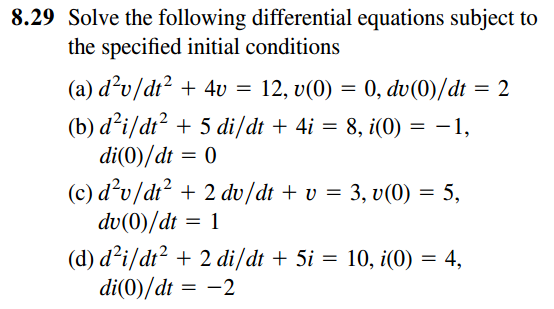 8.29 Solve the following differential equations subject to
the specified initial conditions
(a) d²v/dt² + 4v = 12, v(0) = 0, dv(0)/dt = 2
(b) d²i/dt² + 5 di/dt + 4i = 8, i(0) = −1,
di(0)/dt = 0
(c) d²v/dt² + 2 dv/dt + v = 3, v(0) = 5,
dv(0)/dt = 1
(d) d²i/dt² + 2 di/dt + 5i = 10, i(0) = 4,
di(0)/dt = −2